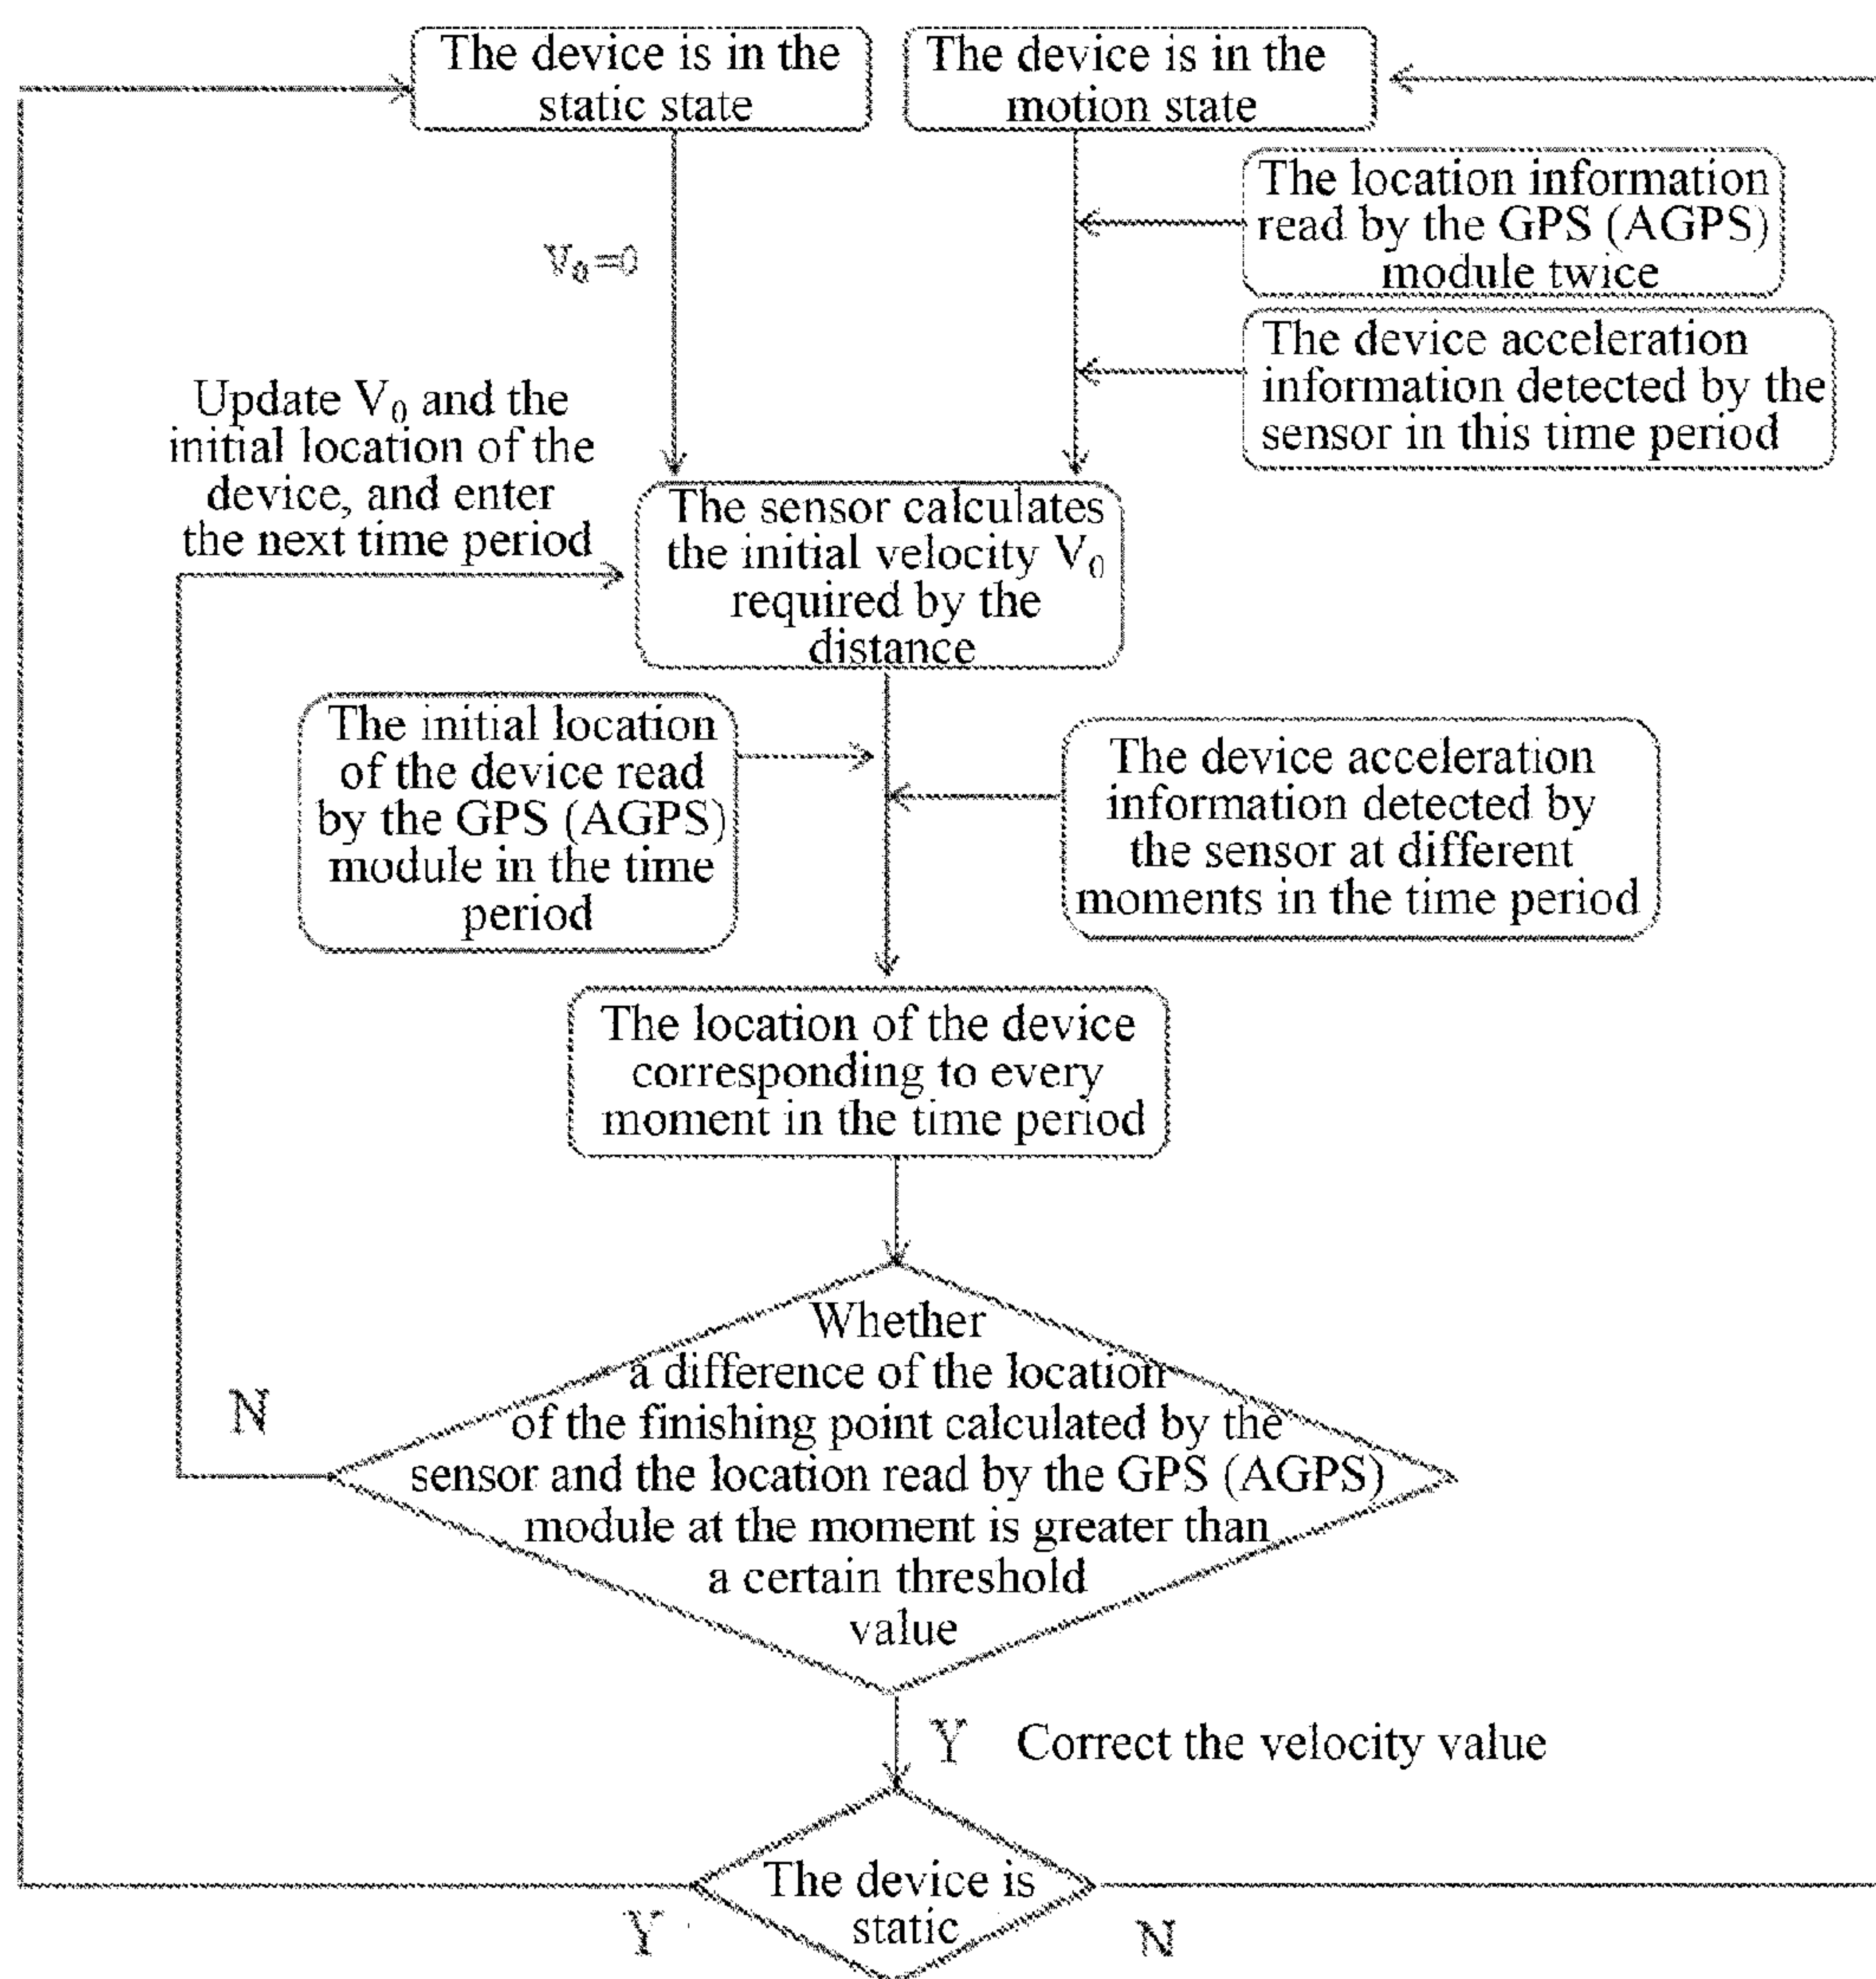 The device is in the
static state
The device is in the
motion state
The location information
read by the GPS (AGPS)
module twice
V₀=0
The device acceleration
information detected by the
sensor in this time period
Update V₀ and the
initial location of the
device, and enter
the next time period
The sensor calculates
the initial velocity V₀
required by the
distance
The initial location
of the device read
by the GPS (AGPS)
module in the time
period
The device acceleration
information detected by
the sensor at different
moments in the time period
The location of the device
corresponding to every
moment in the time period
Whether
a difference of the location
of the finishing point calculated by the
sensor and the location read by the GPS (AGPS)
module at the moment is greater than
a certain threshold
value
N
Y
Correct the velocity value
The device is
static
Y
N